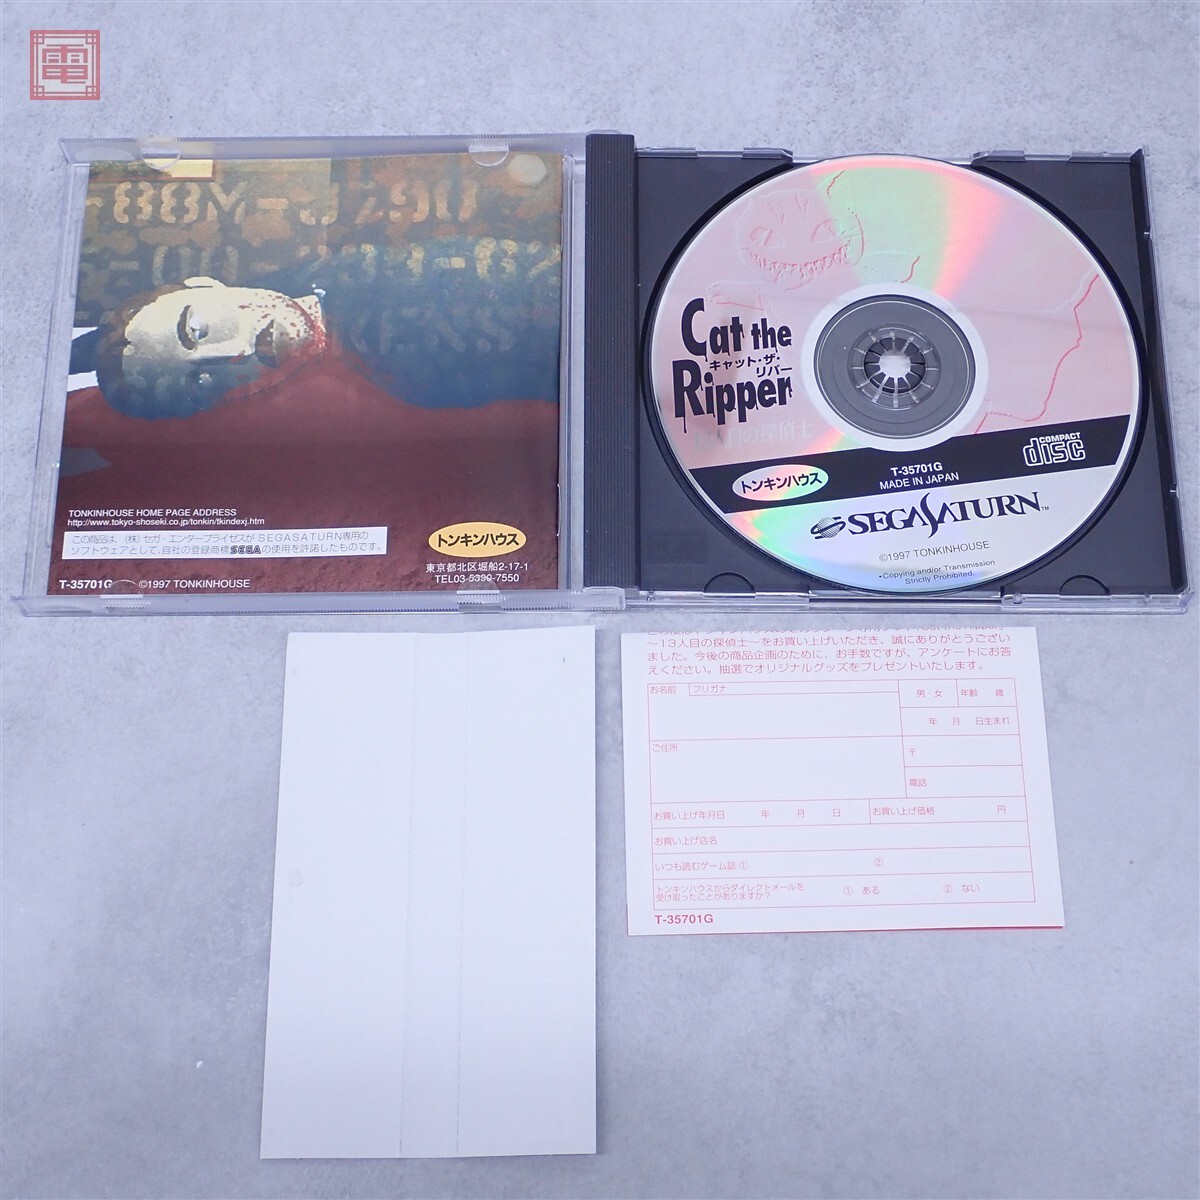 電
88M-J290
TONKINHOUSE HOME PAGE ADDRESS
http://www.tokyo-shoseki.co.jp/tonkin/tkindexj.htm
この商品は、(株)セガ・エンタープライゼスがSEGASATURN専用の
ソフトウェアとして、自社の登録商標SEGAの使用を許諾したものです。
T-35701G ©1997 TONKINHOUSE
トンキンハウス
東京都北区堀船2-17-1
TEL03-5390-7550
Cat the
キャット・ザ・
リパー
Ripper
人目の探偵士
トンキンハウス
T-35701G
MADE IN JAPAN
COMPACT
disc
SEGASATURN™
©1997 TONKINHOUSE
•Copying and/or Transmission
Strictly Prohibited.
～13人目の探偵士～をお買い上げいただき、誠にありがとうござい
ました。今後の商品企画のために、お手数ですが、アンケートにお答
えください。抽選でオリジナルグッズをプレゼントいたします。
お名前 フリガナ 男・女 年齢 歳
年 月 日生まれ
ご住所 〒
電話
お買い上げ年月日 年 月 日 お買い上げ価格 円
お買い上げ店名
いつも読むゲーム誌 ① ②
トンキンハウスからダイレクトメールを
受け取ったことがありますか? ① ある ② ない
T-35701G